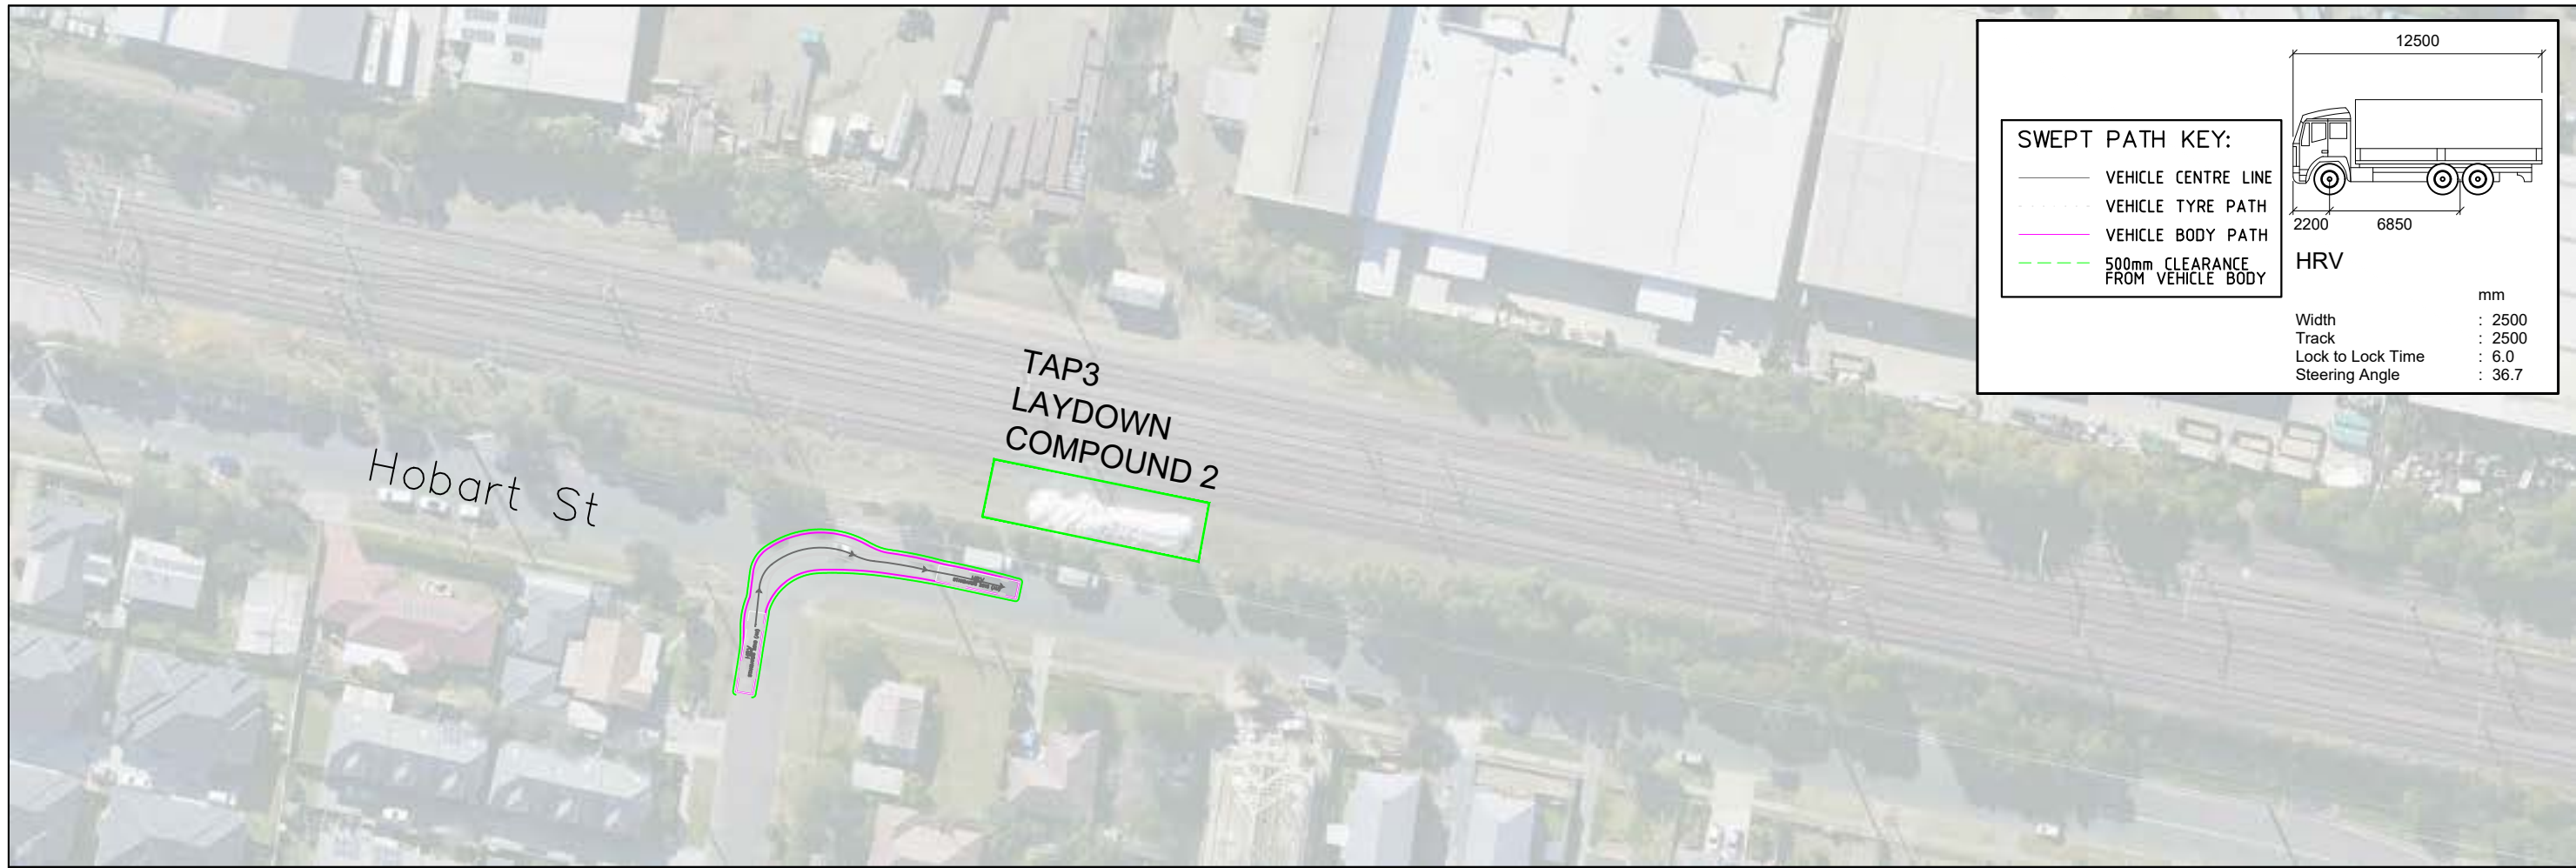 12500
SWEPT PATH KEY:
VEHICLE CENTRE LINE
VEHICLE TYRE PATH
VEHICLE BODY PATH
500mm CLEARANCE
FROM VEHICLE BODY
2200 6850
HRV
mm
Width : 2500
Track : 2500
Lock to Lock Time : 6.0
Steering Angle : 36.7
TAP3
LAYDOWN
COMPOUND 2
Hobart St
HRV
HRV